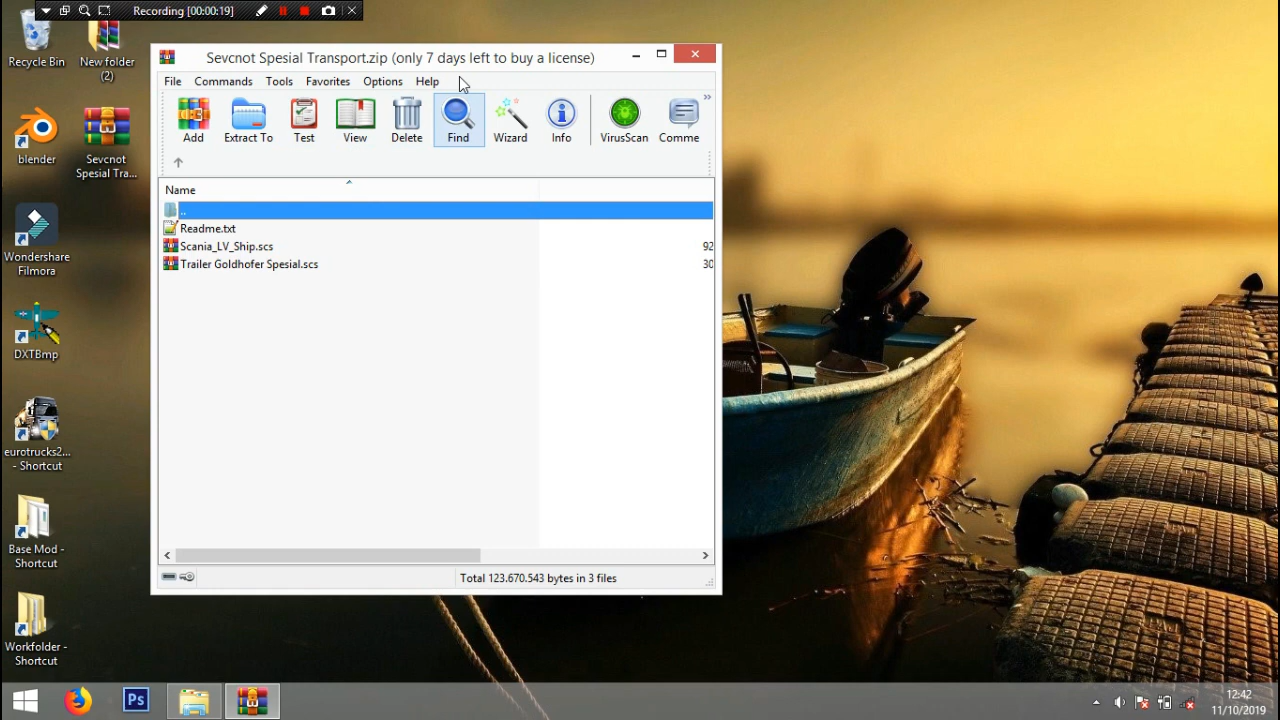 Recording [00:00:19]
Recycle Bin
New folder
(2)
blender
Sevcnot
Spesial Tra...
Wondershare
Filmora
DXTBmp
eurotrucks2...
- Shortcut
Base Mod -
Shortcut
Workfolder -
Shortcut
Sevcnot Spesial Transport.zip (only 7 days left to buy a license)
File Commands Tools Favorites Options Help
Add Extract To Test View Delete Find Wizard Info VirusScan Comme
Name
..
Readme.txt
Scania_LV_Ship.scs 92
Trailer Goldhofer Spesial.scs 30
Total 123.670.543 bytes in 3 files
Ps
12:42
11/10/2019